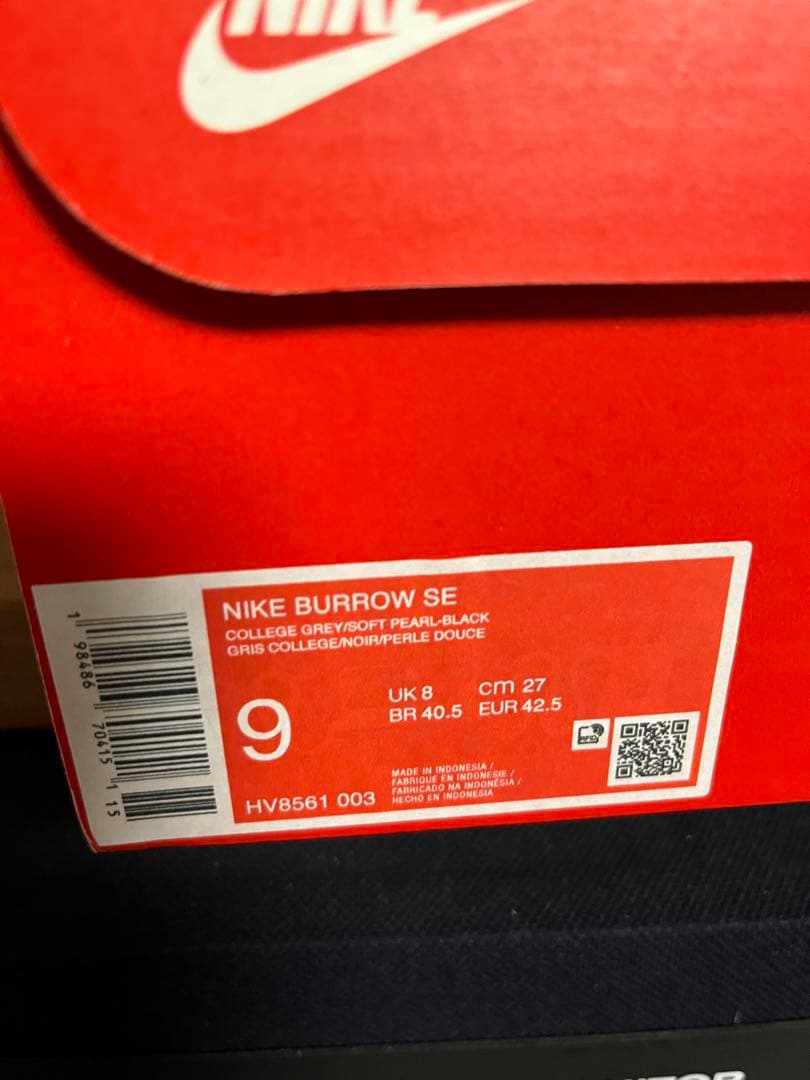 NIKE
NIKE BURROW SE
COLLEGE GREY/SOFT PEARL-BLACK
GRIS COLLEGE/NOIR/PERLE DOUCE
9
UK 8 cm 27
BR 40.5 EUR 42.5
RFID
MADE IN INDONESIA /
FABRIQUE EN INDONESIE /
FABRICADO NA INDONÉSIA /
HECHO EN INDONESIA
HV8561 003
1 98486 70415 1 15